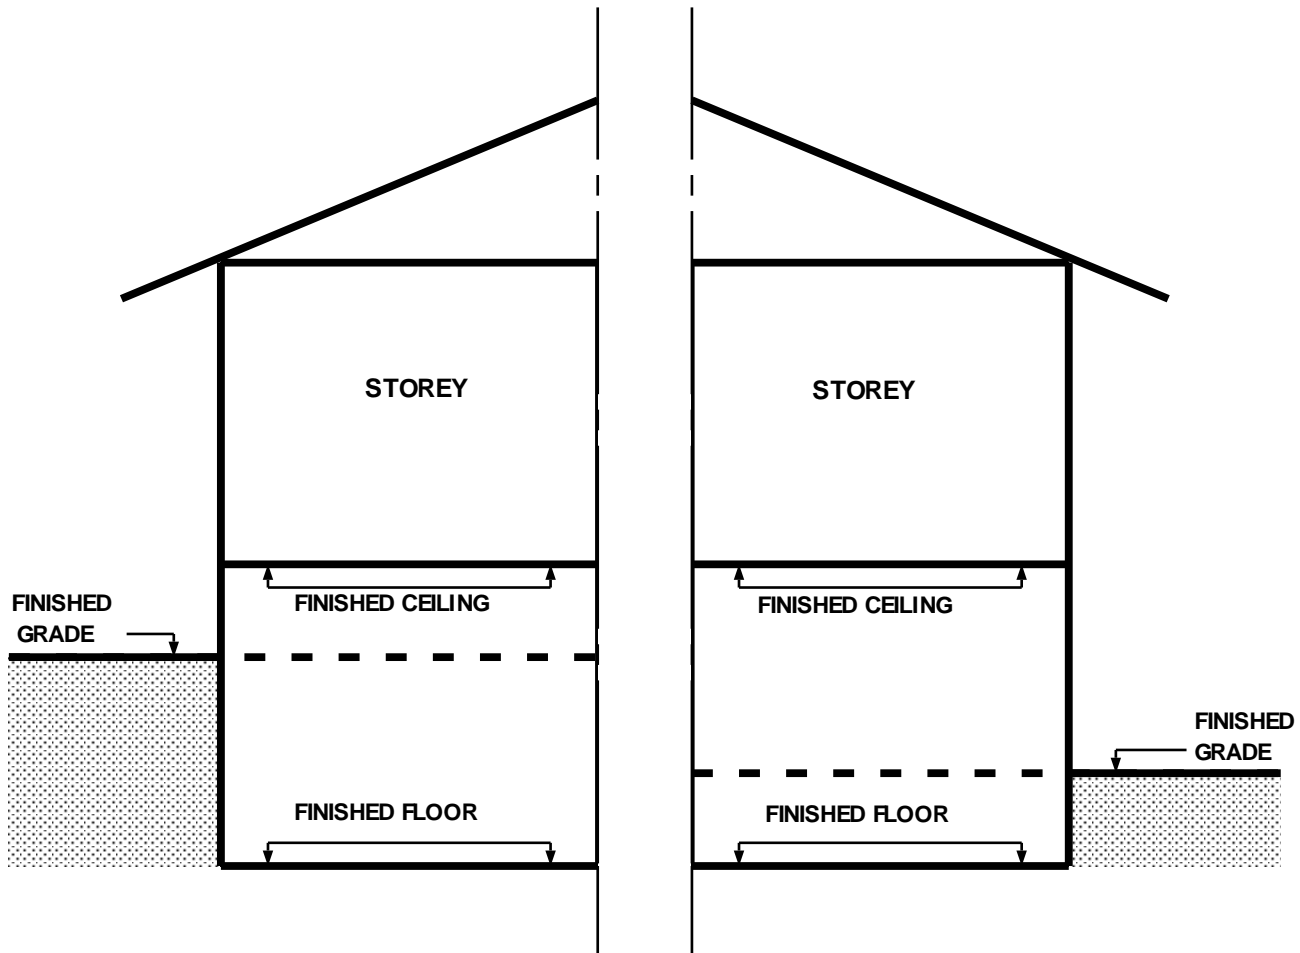 STOREY
STOREY
FINISHED CEILING
FINISHED CEILING
FINISHED
GRADE
FINISHED
GRADE
FINISHED FLOOR
FINISHED FLOOR